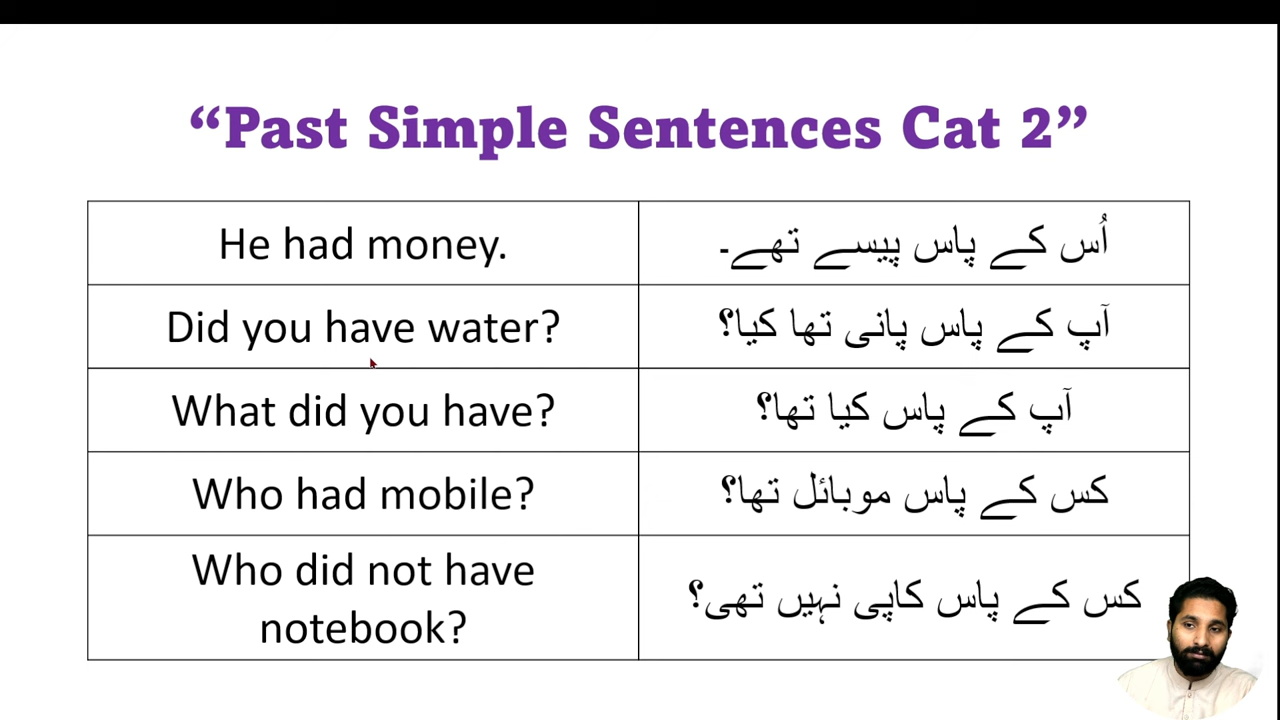 “Past Simple Sentences Cat 2”
He had money.
اُس کے پاس پیسے تھے۔
Did you have water?
آپ کے پاس پانی تھا کیا؟
What did you have?
آپ کے پاس کیا تھا؟
Who had mobile?
کس کے پاس موبائل تھا؟
Who did not have
notebook?
کس کے پاس کاپی نہیں تھی؟